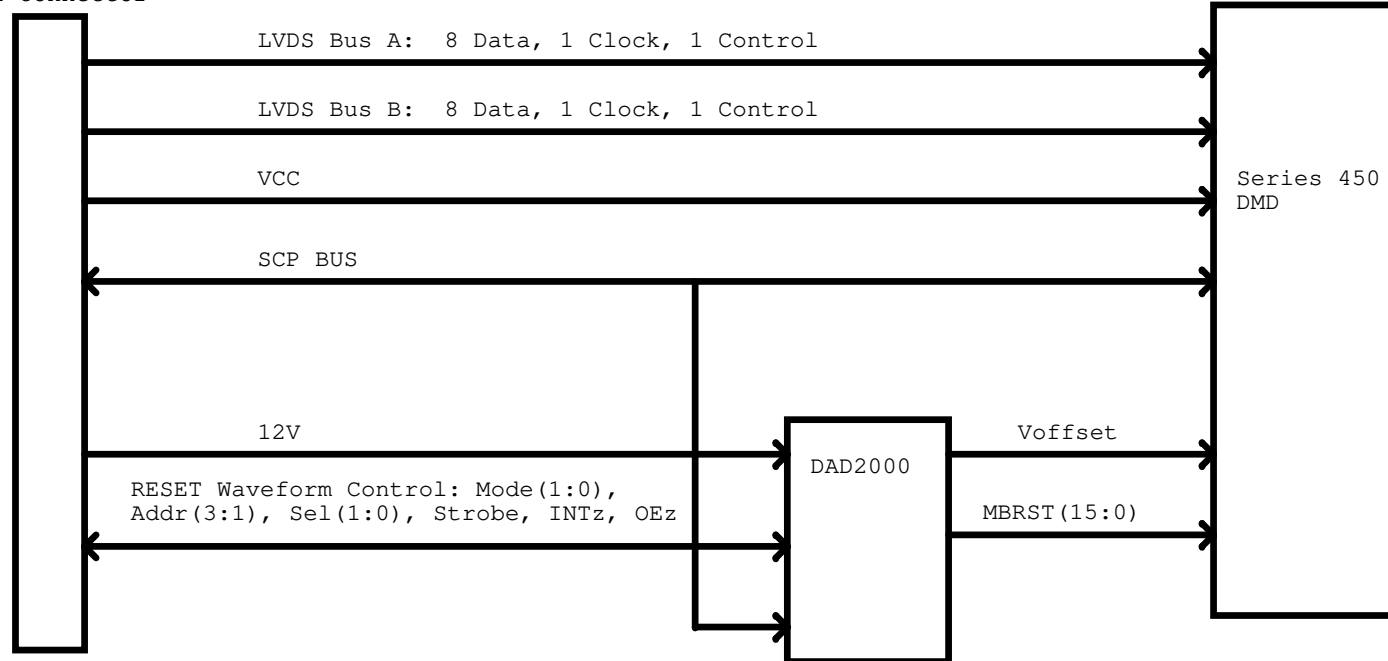 LVDS Bus A: 8 Data, 1 Clock, 1 Control
LVDS Bus B: 8 Data, 1 Clock, 1 Control
VCC
Series 450
DMD
SCP BUS
12V
Voffset
DAD2000
RESET Waveform Control: Mode(1:0),
Addr(3:1), Sel(1:0), Strobe, INTz, OEz
MBRST(15:0)